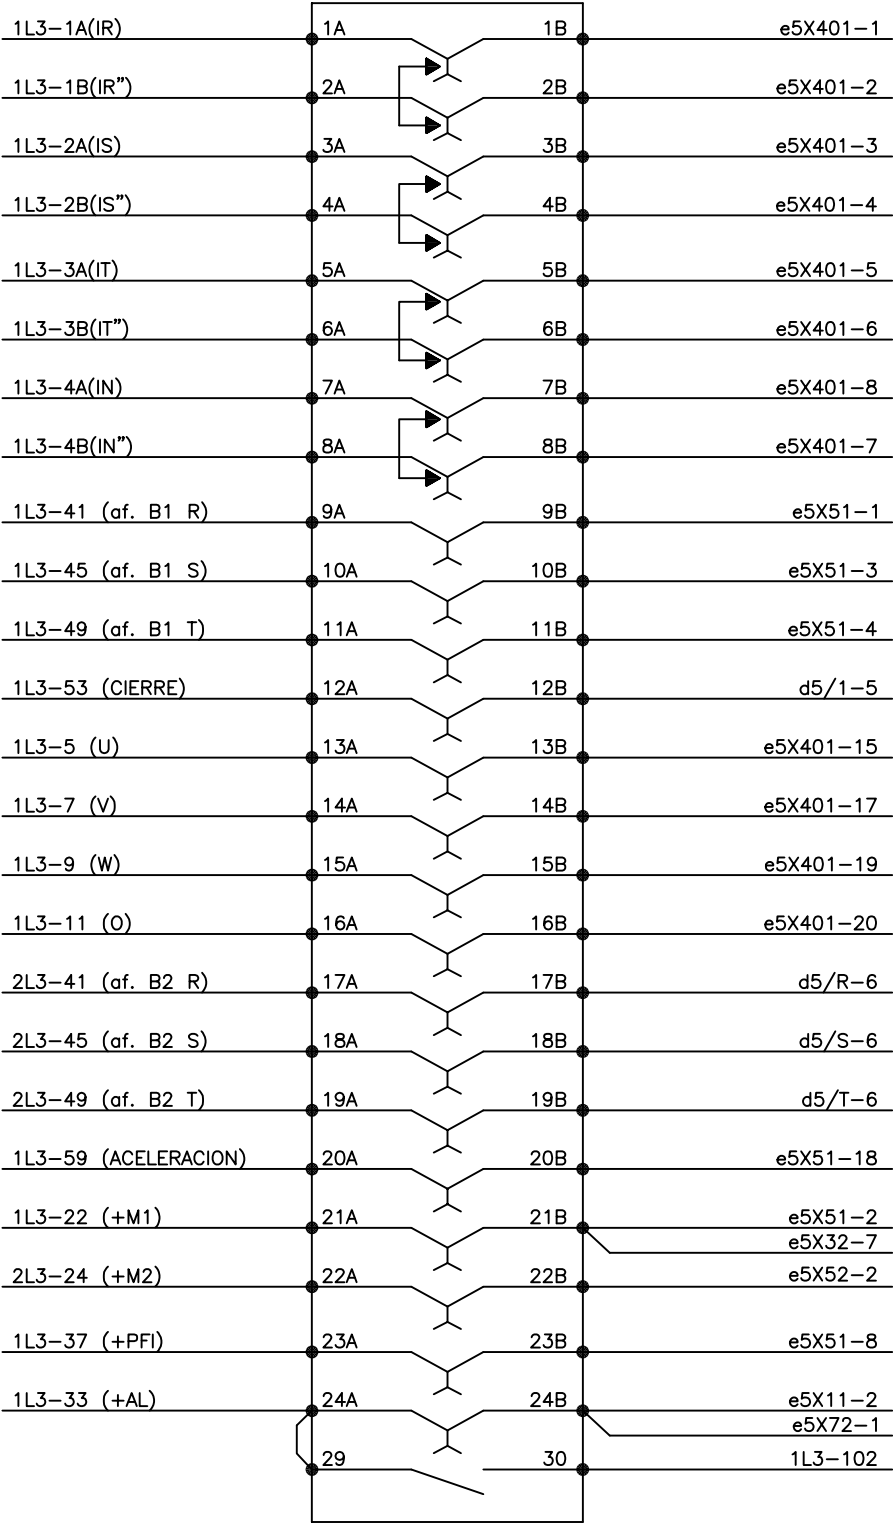 1L3-1A(IR) 1A 1B e5X401-1
1L3-1B(IR") 2A 2B e5X401-2
1L3-2A(IS) 3A 3B e5X401-3
1L3-2B(IS") 4A 4B e5X401-4
1L3-3A(IT) 5A 5B e5X401-5
1L3-3B(IT") 6A 6B e5X401-6
1L3-4A(IN) 7A 7B e5X401-8
1L3-4B(IN") 8A 8B e5X401-7
1L3-41 (af. B1 R) 9A 9B e5X51-1
1L3-45 (af. B1 S) 10A 10B e5X51-3
1L3-49 (af. B1 T) 11A 11B e5X51-4
1L3-53 (CIERRE) 12A 12B d5/1-5
1L3-5 (U) 13A 13B e5X401-15
1L3-7 (V) 14A 14B e5X401-17
1L3-9 (W) 15A 15B e5X401-19
1L3-11 (O) 16A 16B e5X401-20
2L3-41 (af. B2 R) 17A 17B d5/R-6
2L3-45 (af. B2 S) 18A 18B d5/S-6
2L3-49 (af. B2 T) 19A 19B d5/T-6
1L3-59 (ACELERACION) 20A 20B e5X51-18
1L3-22 (+M1) 21A 21B e5X51-2
e5X32-7
2L3-24 (+M2) 22A 22B e5X52-2
1L3-37 (+PFI) 23A 23B e5X51-8
1L3-33 (+AL) 24A 24B e5X11-2
e5X72-1
29 30 1L3-102